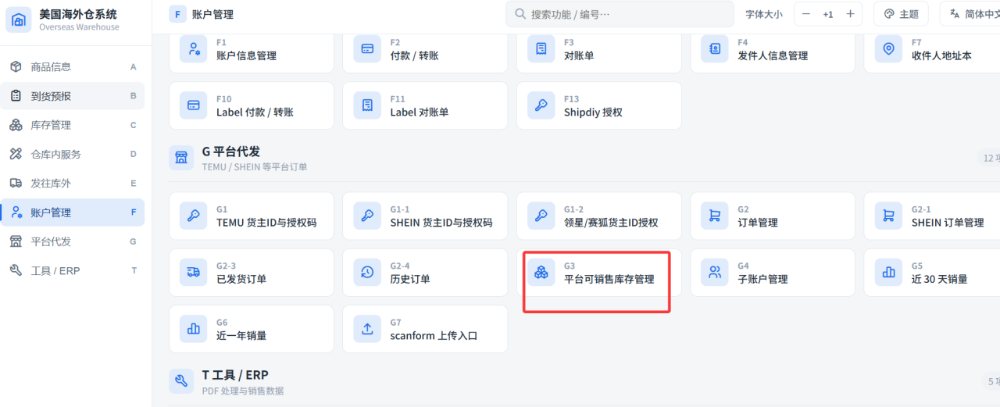 美国海外仓系统
Overseas Warehouse
商品信息 A
到货预报 B
库存管理 C
仓库内服务 D
发往库外 E
账户管理 F
平台代发 G
工具 / ERP T
F 账户管理
搜索功能 / 编号…
字体大小
+1
主题
简体中文
F1
账户信息管理
F2
付款 / 转账
F3
对账单
F4
发件人信息管理
F7
收件人地址本
F10
Label 付款 / 转账
F11
Label 对账单
F13
Shipdiy 授权
G 平台代发
TEMU / SHEIN 等平台订单
12
G1
TEMU 货主ID与授权码
G1-1
SHEIN 货主ID与授权码
G1-2
领星/赛狐货主ID授权
G2
订单管理
G2-1
SHEIN 订单管理
G2-3
已发货订单
G2-4
历史订单
G3
平台可销售库存管理
G4
子账户管理
G5
近 30 天销量
G6
近一年销量
G7
scanform 上传入口
T 工具 / ERP
PDF 处理与销售数据
5